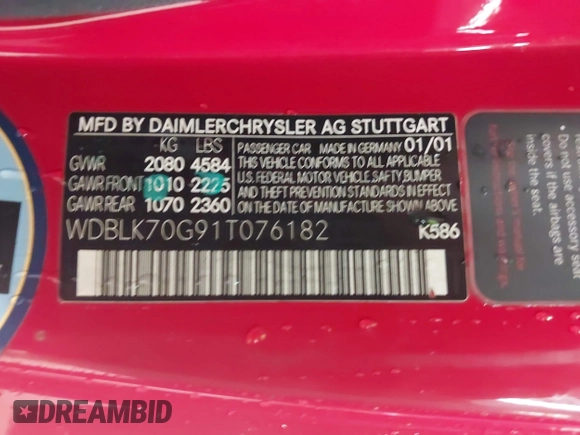 MFD BY DAIMLERCHRYSLER AG STUTTGART
KG LBS
GVWR 2080 4584
GAWR FRONT 1010 2225
GAWR REAR 1070 2360
PASSENGER CAR MADE IN GERMANY 01/01
THIS VEHICLE CONFORMS TO ALL APPLICABLE
U.S. FEDERAL MOTOR VEHICLE SAFETY, BUMPER
AND THEFT PREVENTION STANDARDS IN EFFECT
ON THE DATE OF MANUFACTURE SHOWN ABOVE.
WDBLK70G91T076182 K586
Do not use accessory seat
covers if the airbags are
inside the seat.
DREAMBID